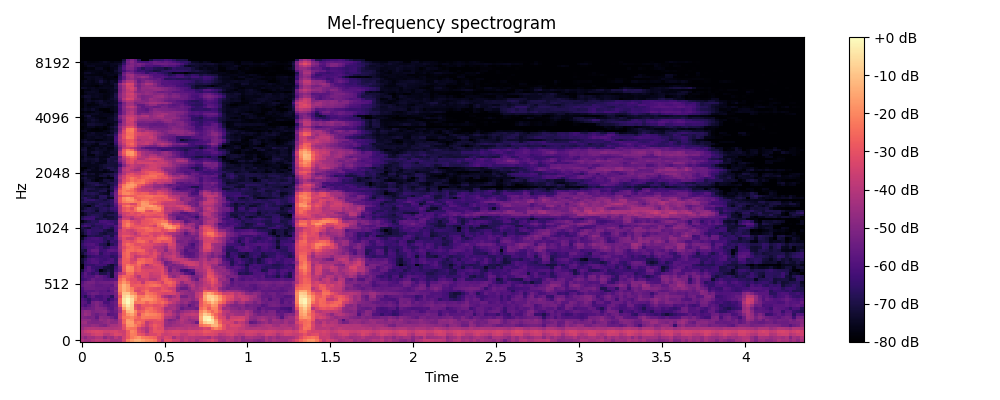 Mel-frequency spectrogram
Hz
8192
4096
2048
1024
512
0
0 0.5 1 1.5 2 2.5 3 3.5 4
Time
+0 dB
-10 dB
-20 dB
-30 dB
-40 dB
-50 dB
-60 dB
-70 dB
-80 dB